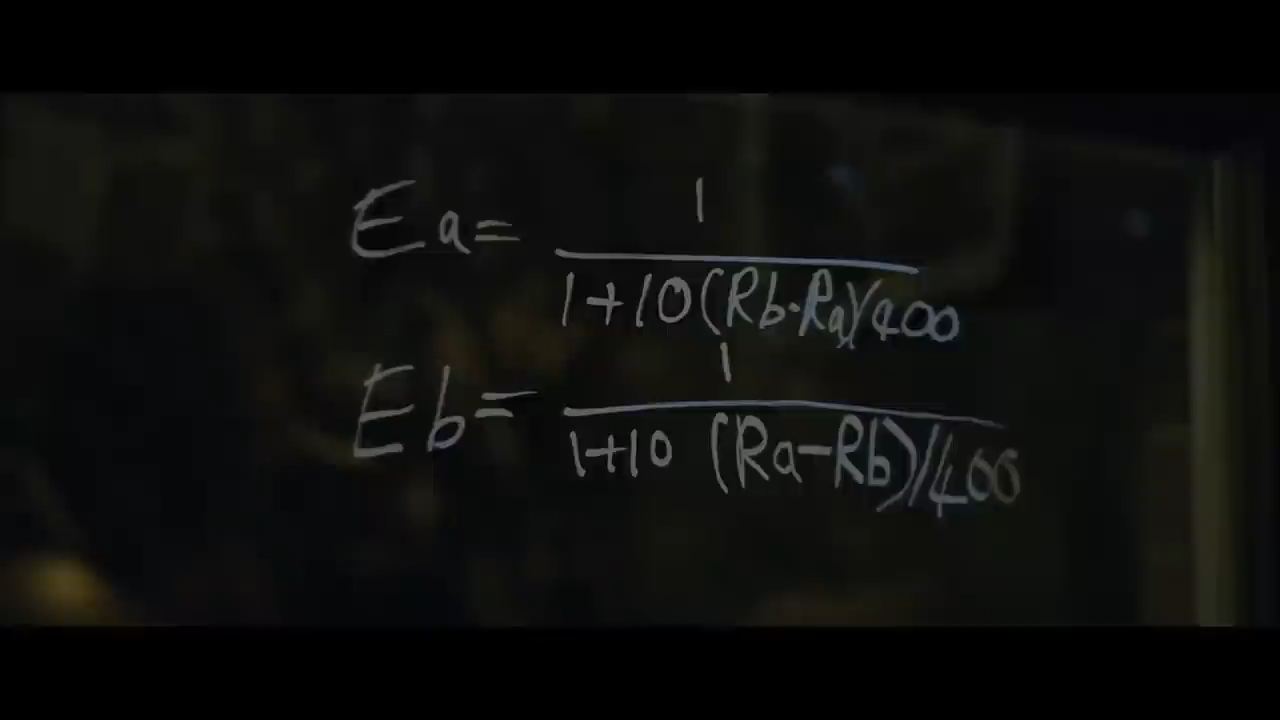 Ea = 1
1+10(Rb-Ra)/400
Eb = 1
1+10 (Ra-Rb)/400